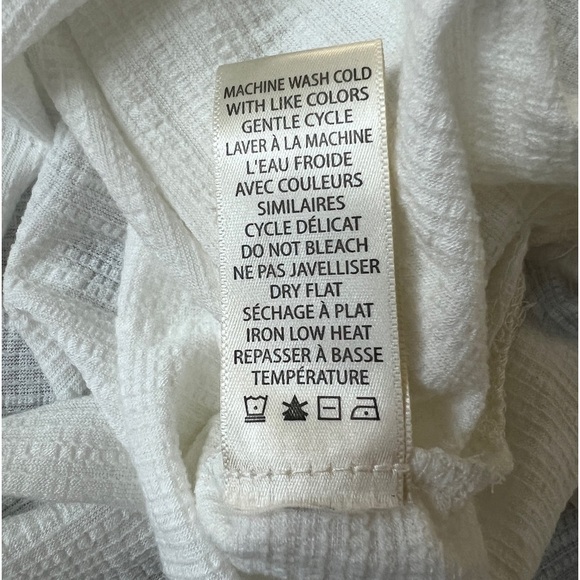 MACHINE WASH COLD
WITH LIKE COLORS
GENTLE CYCLE
LAVER À LA MACHINE
L'EAU FROIDE
AVEC COULEURS
SIMILAIRES
CYCLE DÉLICAT
DO NOT BLEACH
NE PAS JAVELLISER
DRY FLAT
SÉCHAGE À PLAT
IRON LOW HEAT
REPASSER À BASSE
TEMPÉRATURE